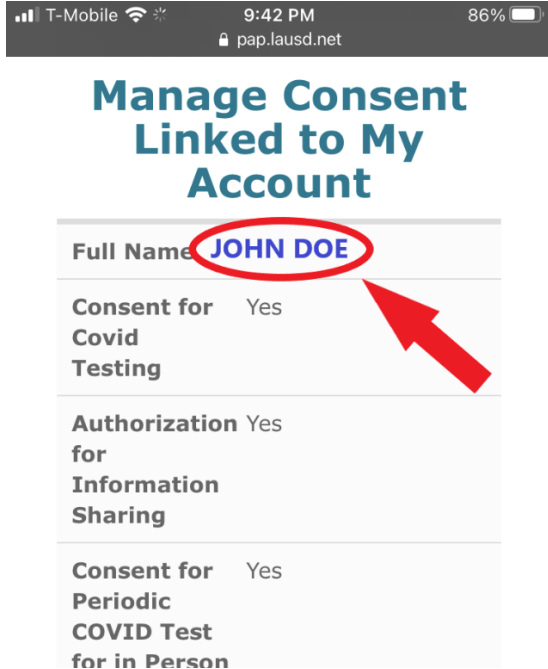 T-Mobile 9:42 PM 86%
pap.lausd.net
Manage Consent
Linked to My
Account
Full Name JOHN DOE
Consent for Yes
Covid
Testing
Authorization Yes
for
Information
Sharing
Consent for Yes
Periodic
COVID Test
for in Person